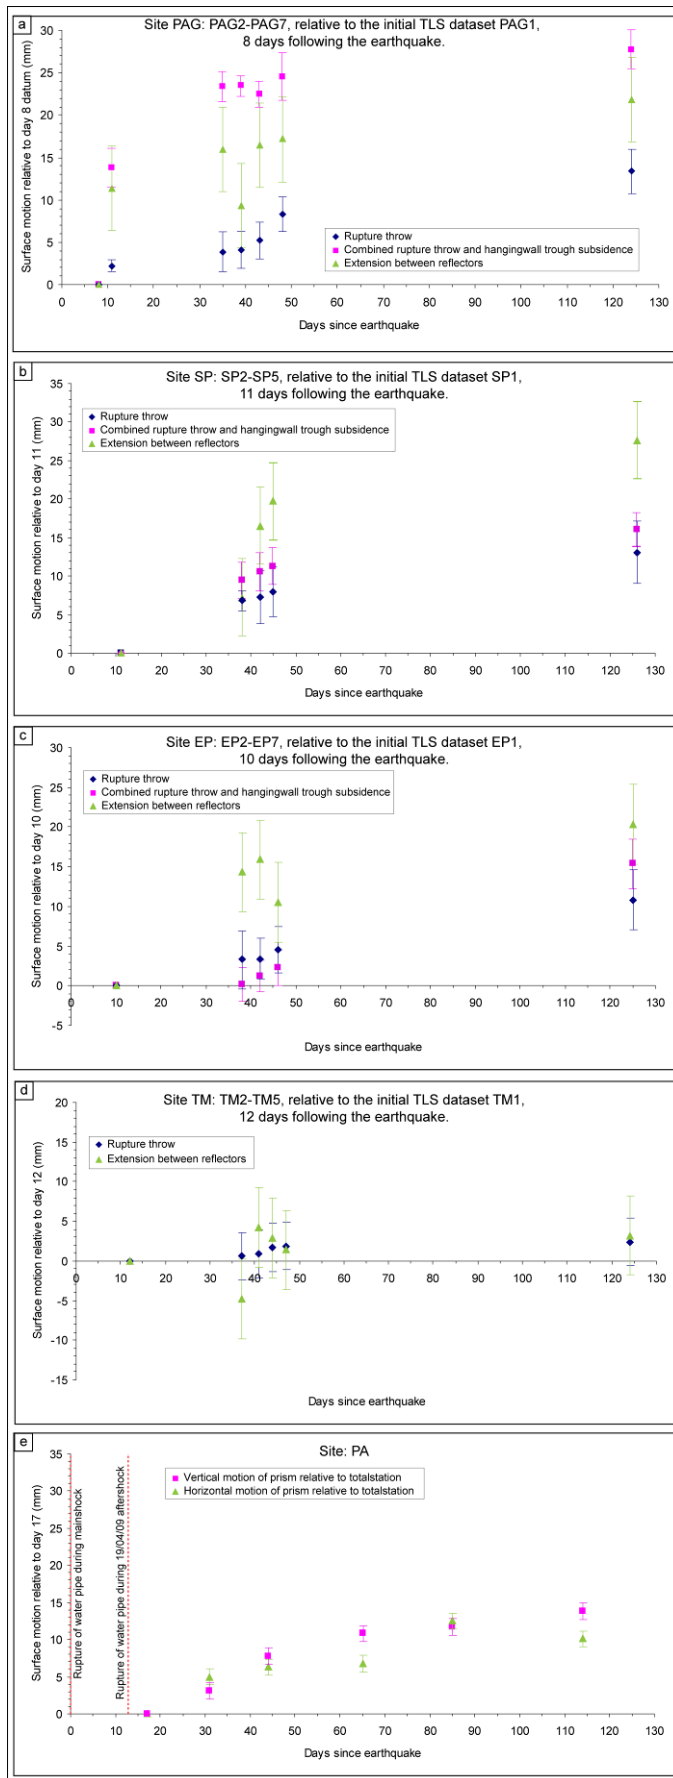 a
Site PAG: PAG2-PAG7, relative to the initial TLS dataset PAG1,
8 days following the earthquake.
Surface motion relative to day 8 datum (mm)
30
25
20
15
10
5
0
Rupture throw
Combined rupture throw and hangingwall trough subsidence
Extension between reflectors
0 10 20 30 40 50 60 70 80 90 100 110 120 130
Days since earthquake
b
Site SP: SP2-SP5, relative to the initial TLS dataset SP1,
11 days following the earthquake.
Surface motion relative to day 11 (mm)
35
30
25
20
15
10
5
0
Rupture throw
Combined rupture throw and hangingwall trough subsidence
Extension between reflectors
0 10 20 30 40 50 60 70 80 90 100 110 120 130
Days since earthquake
c
Site EP: EP2-EP7, relative to the initial TLS dataset EP1,
10 days following the earthquake.
Surface motion relative to day 10 (mm)
30
25
20
15
10
5
0
-5
Rupture throw
Combined rupture throw and hangingwall trough subsidence
Extension between reflectors
0 10 20 30 40 50 60 70 80 90 100 110 120 130
Days since earthquake
d
Site TM: TM2-TM5, relative to the initial TLS dataset TM1,
12 days following the earthquake.
Surface motion relative to day 12 (mm)
20
15
10
5
0
-5
-10
-15
Rupture throw
Extension between reflectors
0 10 20 30 40 50 60 70 80 90 100 110 120 130
Days since earthquake
e
Site: PA
Surface motion relative to day 17 (mm)
35
30
25
20
15
10
5
0
Rupture of water pipe during mainshock
Rupture of water pipe during 19/04/09 aftershock
Vertical motion of prism relative to totalstation
Horizontal motion of prism relative to totalstation
0 10 20 30 40 50 60 70 80 90 100 110 120 130
Days since earthquake